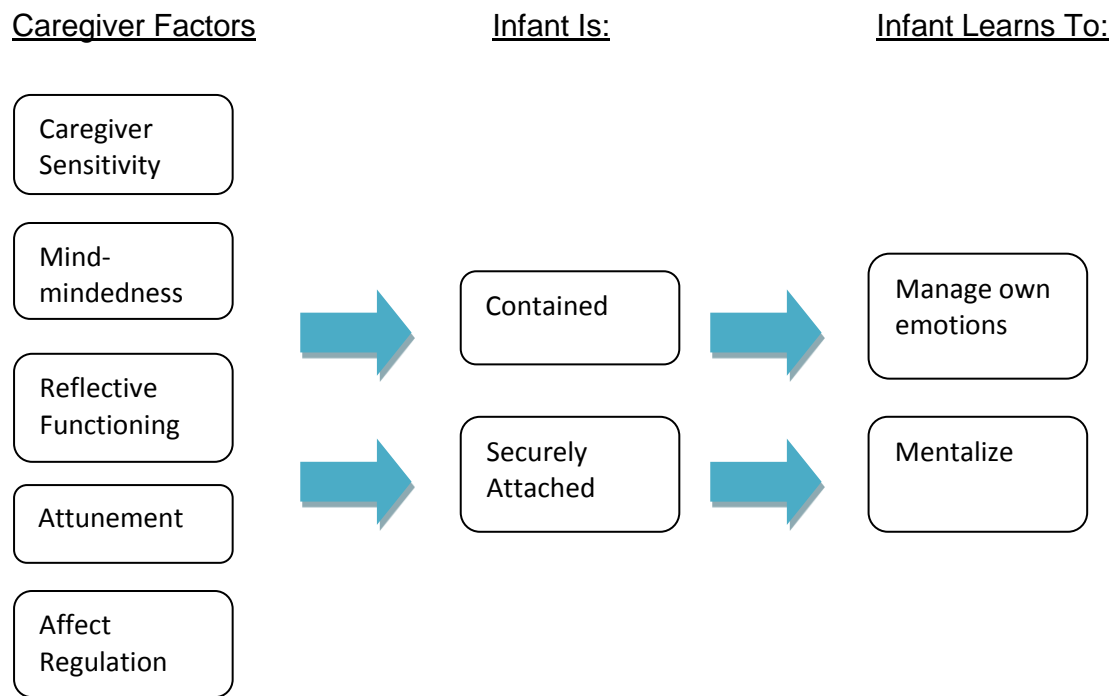 Caregiver Factors
Infant Is:
Infant Learns To:
Caregiver
Sensitivity
Mind-
mindedness
Reflective
Functioning
Attunement
Affect
Regulation
Contained
Securely
Attached
Manage own
emotions
Mentalize